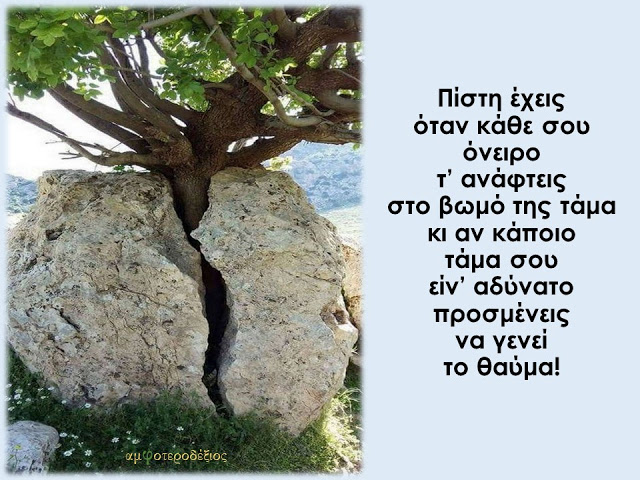 Πίστη έχεις
όταν κάθε σου
όνειρο
τ' ανάφτεις
στο βωμό της τάμα
κι αν κάποιο
τάμα σου
είν' αδύνατο
προσμένεις
να γενεί
το θαύμα!
αμφοτεροδέξιος